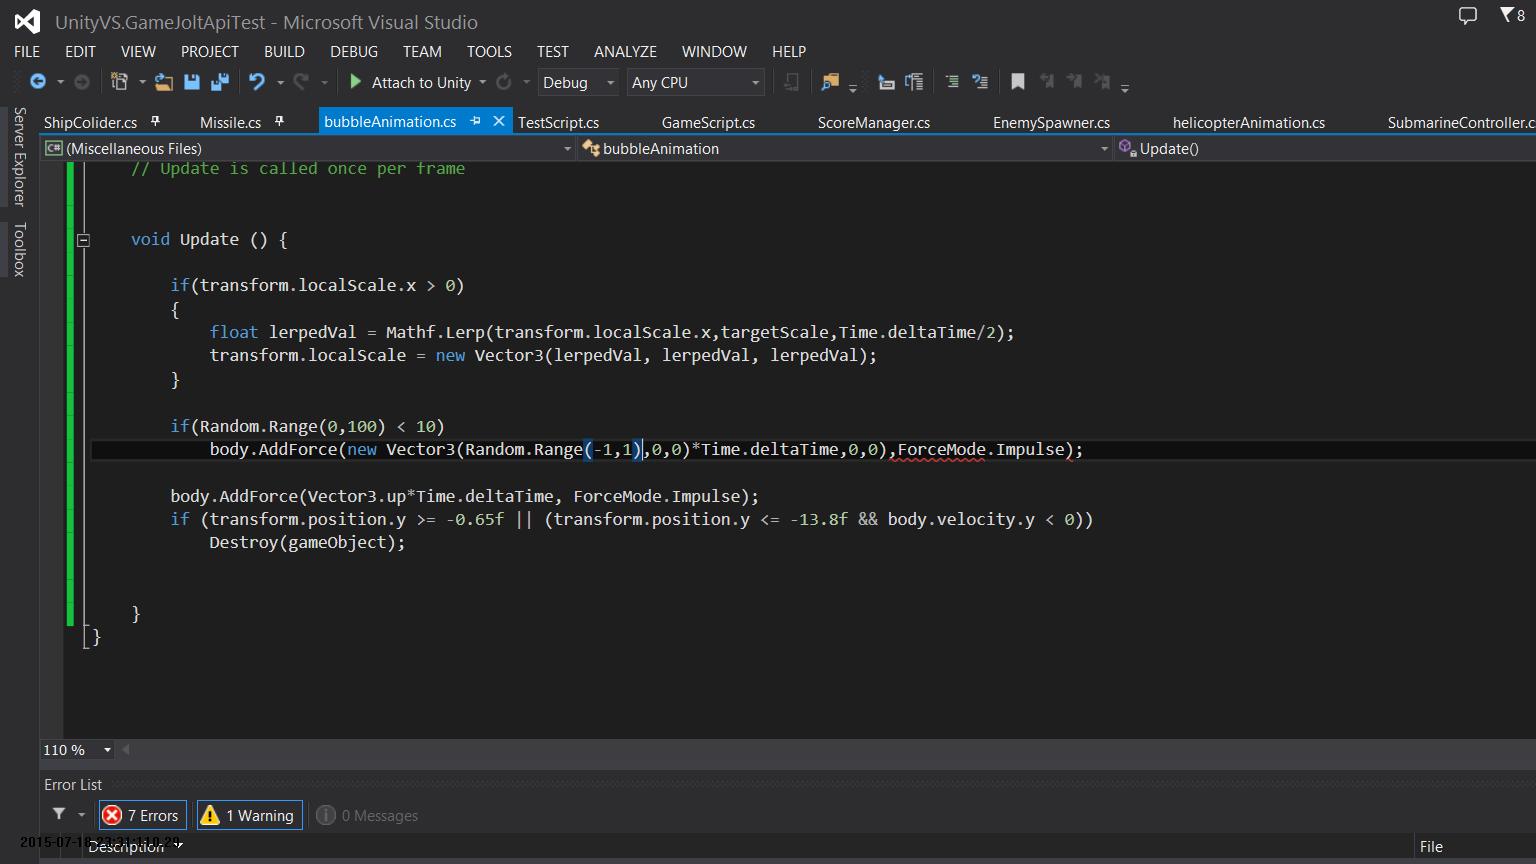 UnityVS.GameJoltApiTest - Microsoft Visual Studio
8
FILE EDIT VIEW PROJECT BUILD DEBUG TEAM TOOLS TEST ANALYZE WINDOW HELP
Attach to Unity Debug Any CPU
Server Explorer
Toolbox
ShipColider.cs Missile.cs bubbleAnimation.cs TestScript.cs GameScript.cs ScoreManager.cs EnemySpawner.cs helicopterAnimation.cs SubmarineController.cs
C# (Miscellaneous Files) bubbleAnimation Update()
// Update is called once per frame
void Update () {
if(transform.localScale.x > 0)
{
float lerpedVal = Mathf.Lerp(transform.localScale.x,targetScale,Time.deltaTime/2);
transform.localScale = new Vector3(lerpedVal, lerpedVal, lerpedVal);
}
if(Random.Range(0,100) < 10)
body.AddForce(new Vector3(Random.Range(-1,1),0,0)*Time.deltaTime,0,0),ForceMode.Impulse);
body.AddForce(Vector3.up*Time.deltaTime, ForceMode.Impulse);
if (transform.position.y >= -0.65f || (transform.position.y <= -13.8f && body.velocity.y < 0))
Destroy(gameObject);
}
}
110 %
Error List
7 Errors 1 Warning 0 Messages
Description File